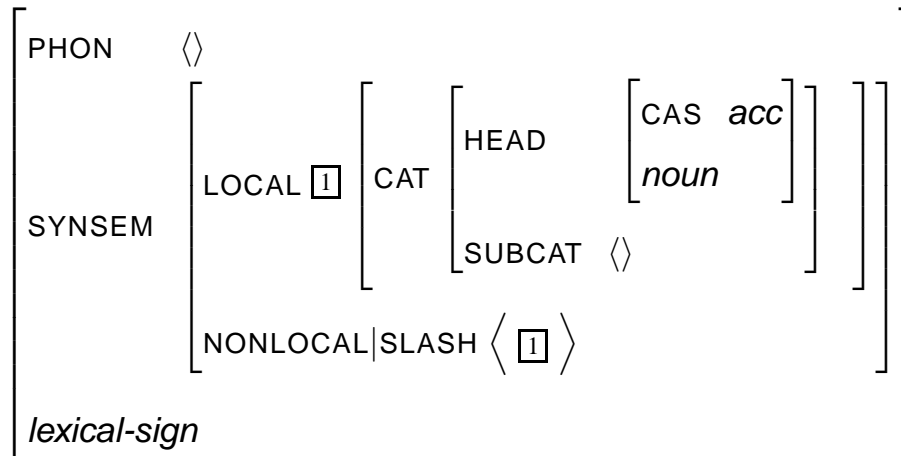 PHON ⟨⟩
CAS acc
HEAD
noun
LOCAL 1 CAT
SYNSEM
SUBCAT ⟨⟩
NONLOCAL|SLASH ⟨ 1 ⟩
lexical-sign